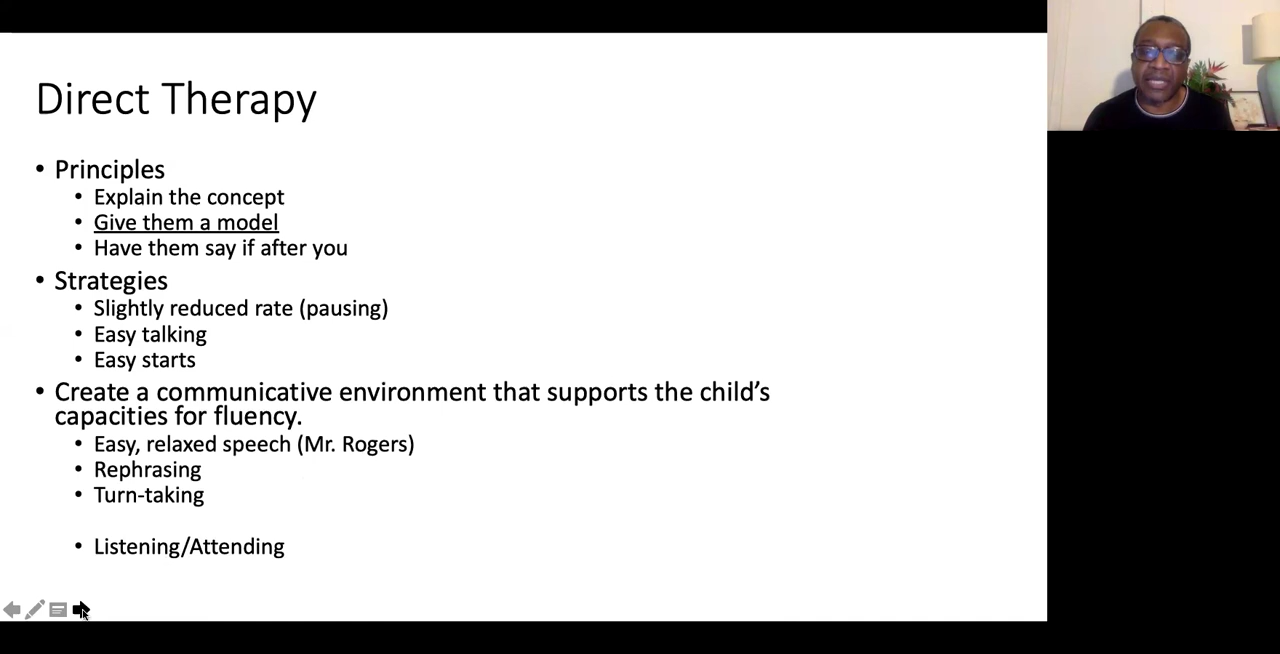 Direct Therapy
• Principles
• Explain the concept
• Give them a model
• Have them say if after you
• Strategies
• Slightly reduced rate (pausing)
• Easy talking
• Easy starts
• Create a communicative environment that supports the child’s
capacities for fluency.
• Easy, relaxed speech (Mr. Rogers)
• Rephrasing
• Turn-taking
• Listening/Attending